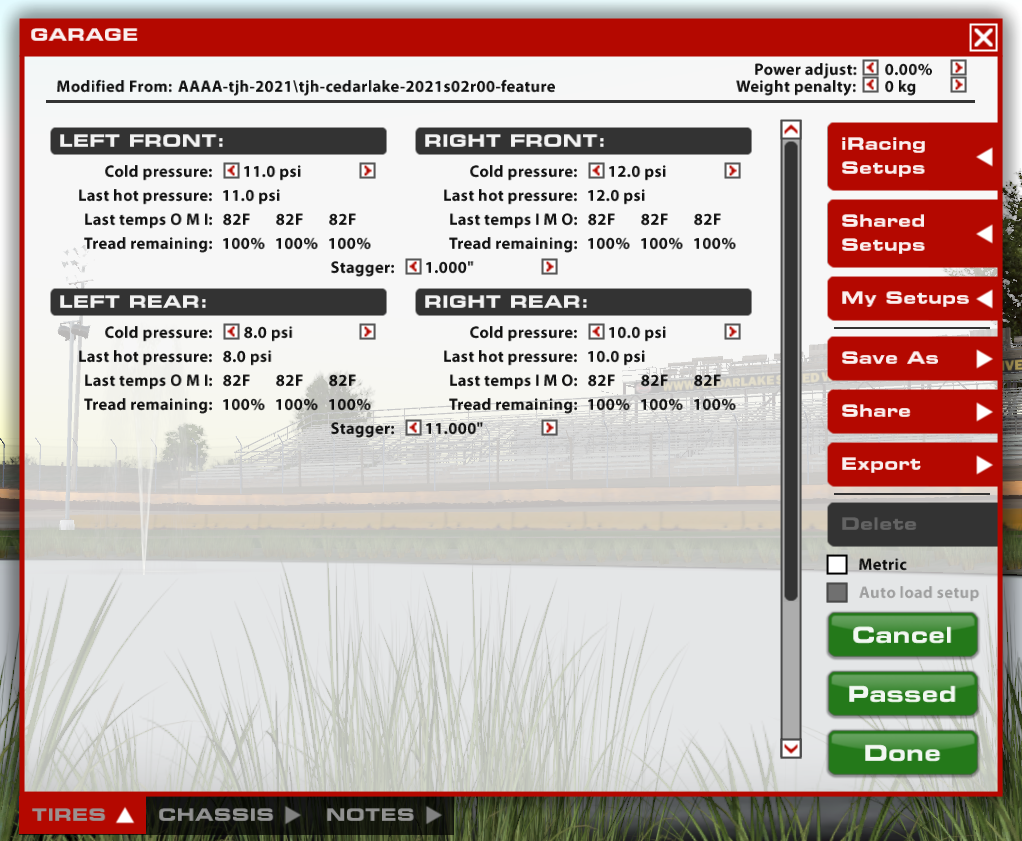 GARAGE
Power adjust: 0.00%
Modified From: AAAA-tjh-2021\tjh-cedarlake-2021s02r00-feature
Weight penalty: 0 kg
LEFT FRONT:
Cold pressure: 11.0 psi
Last hot pressure: 11.0 psi
Last temps O M I: 82F 82F 82F
Tread remaining: 100% 100% 100%
RIGHT FRONT:
Cold pressure: 12.0 psi
Last hot pressure: 12.0 psi
Last temps I M O: 82F 82F 82F
Tread remaining: 100% 100% 100%
Stagger: 1.000"
LEFT REAR:
Cold pressure: 8.0 psi
Last hot pressure: 8.0 psi
Last temps O M I: 82F 82F 82F
Tread remaining: 100% 100% 100%
RIGHT REAR:
Cold pressure: 10.0 psi
Last hot pressure: 10.0 psi
Last temps I M O: 82F 82F 82F
Tread remaining: 100% 100% 100%
Stagger: 11.000"
iRacing
Setups
Shared
Setups
My Setups
Save As
Share
Export
Delete
Metric
Auto load setup
Cancel
Passed
Done
TIRES CHASSIS NOTES